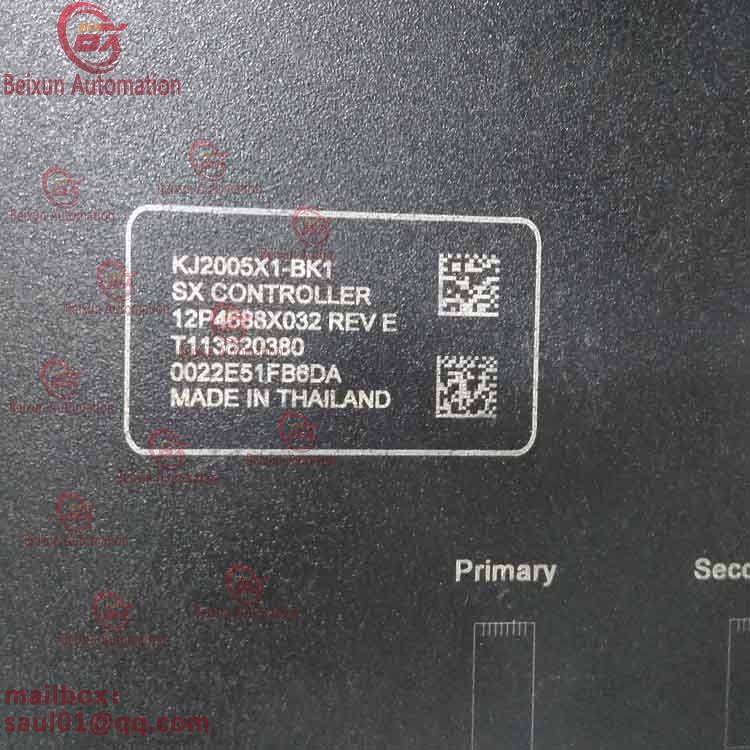 Beixun Automation
KJ2005X1-BK1
SX CONTROLLER
12P4688X032 REV E
T113820380
0022E51FB6DA
MADE IN THAILAND
Primary
mailbox:
saul01@qq.com